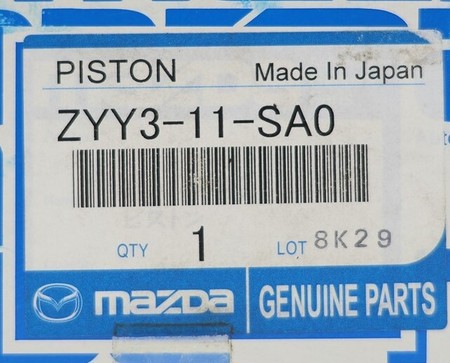 PISTON Made In Japan
ZYY3-11-SA0
QTY 1 LOT 8K29
mazda GENUINE PARTS